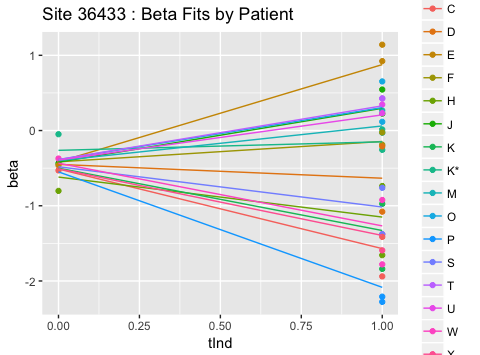 Site 36433 : Beta Fits by Patient
1
0
-1
-2
beta
0.00 0.25 0.50 0.75 1.00
tInd
C
D
E
F
H
J
K
K*
M
O
P
S
T
U
W